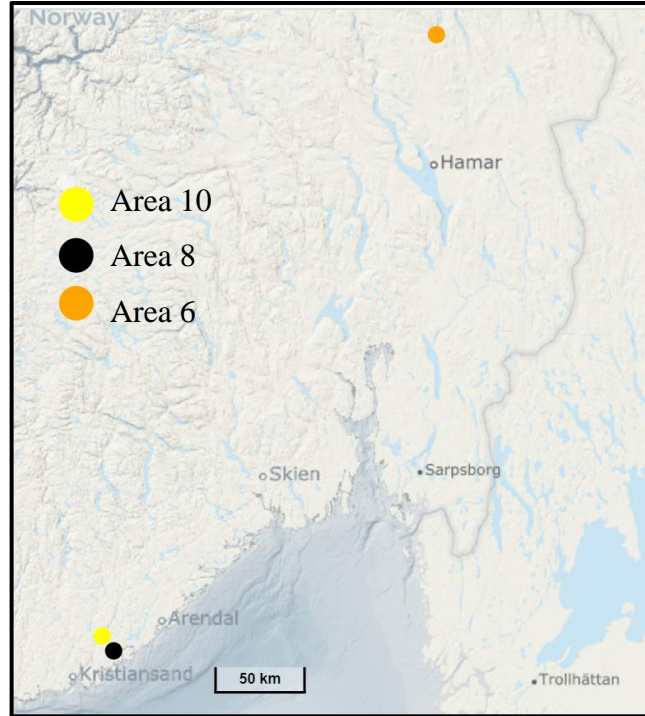 Norway
Hamar
Area 10
Area 8
Area 6
Skien
Sarpsborg
Arendal
Kristiansand
50 km
Trollhättan